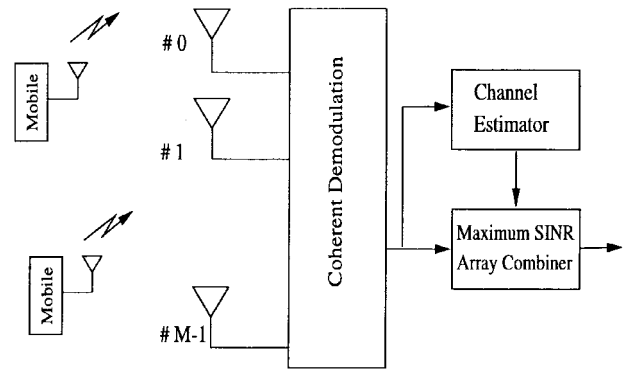 Mobile
#0
#1
Mobile
#M-1
Coherent Demodulation
Channel
Estimator
Maximum SINR
Array Combiner